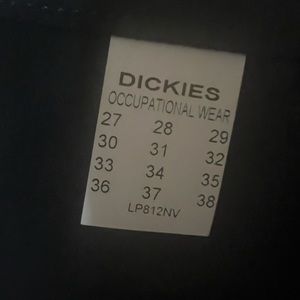 DICKIES
OCCUPATIONAL WEAR
27 28 29
30 31 32
33 34 35
36 37 38
LP812NV